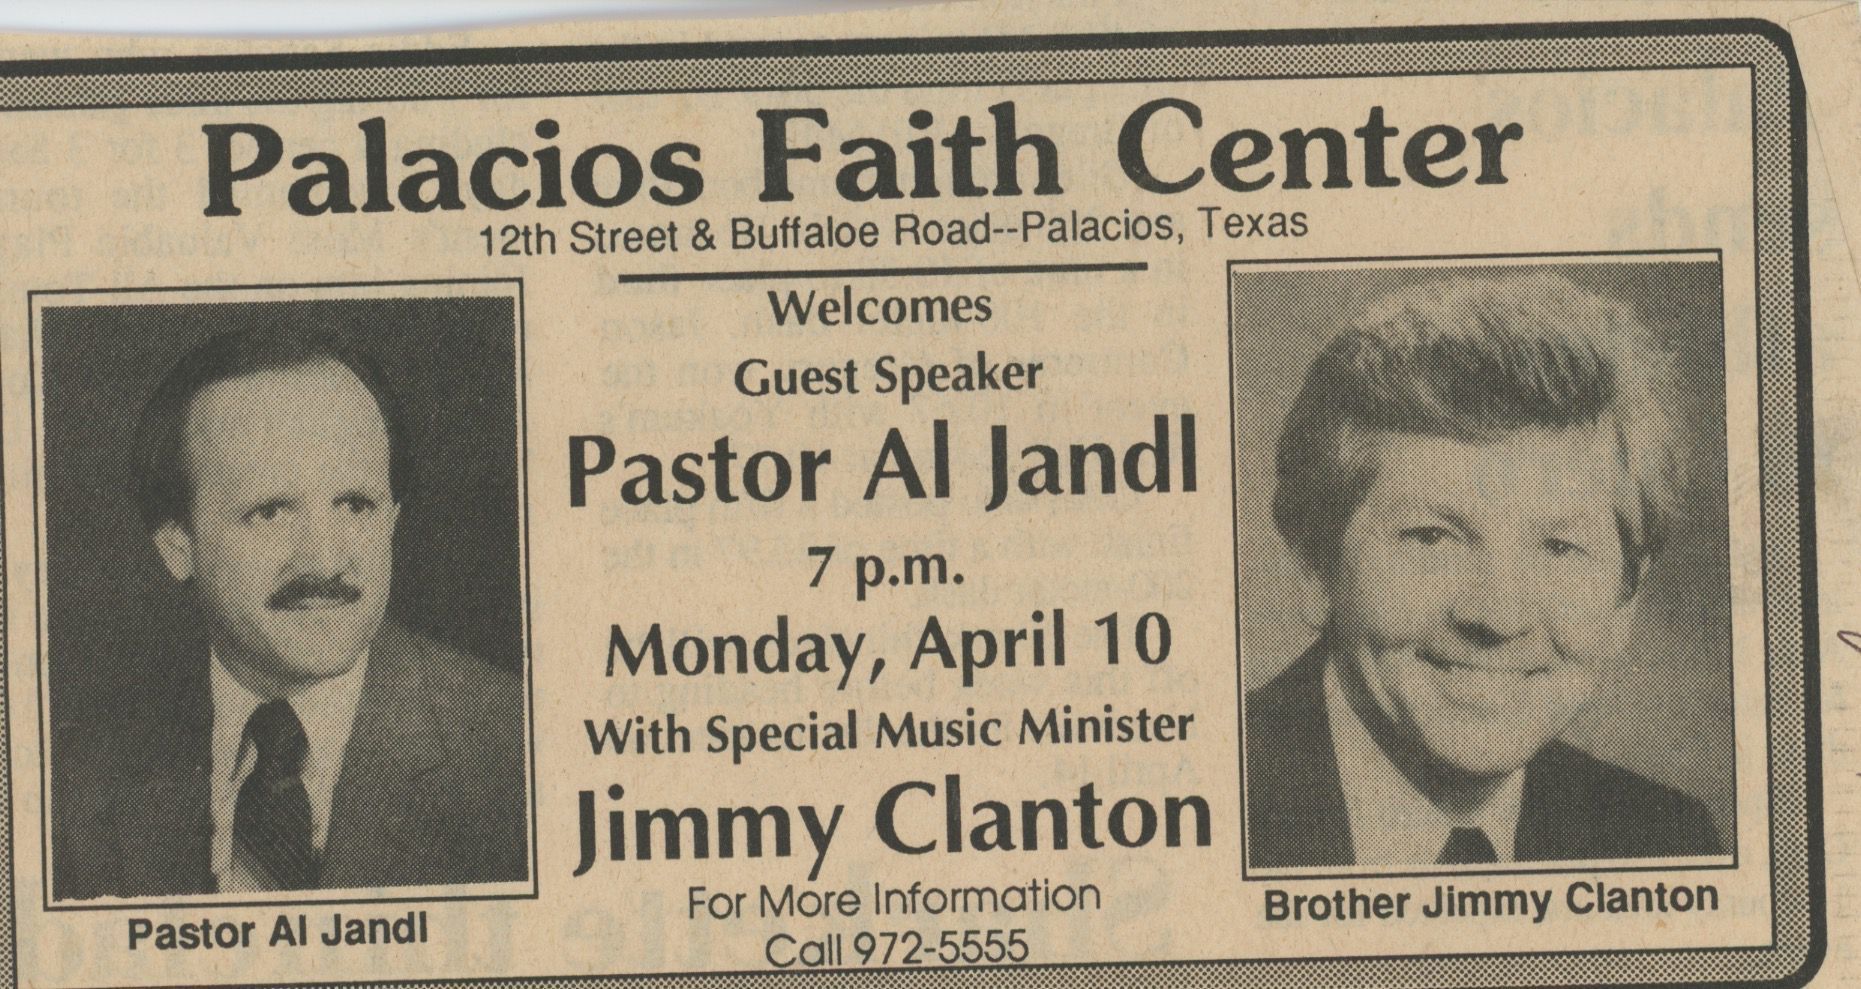 Palacios Faith Center
12th Street & Buffaloe Road--Palacios, Texas
Welcomes
Guest Speaker
Pastor Al Jandl
7 p.m.
Monday, April 10
With Special Music Minister
Jimmy Clanton
For More Information
Call 972-5555
Pastor Al Jandl
Brother Jimmy Clanton